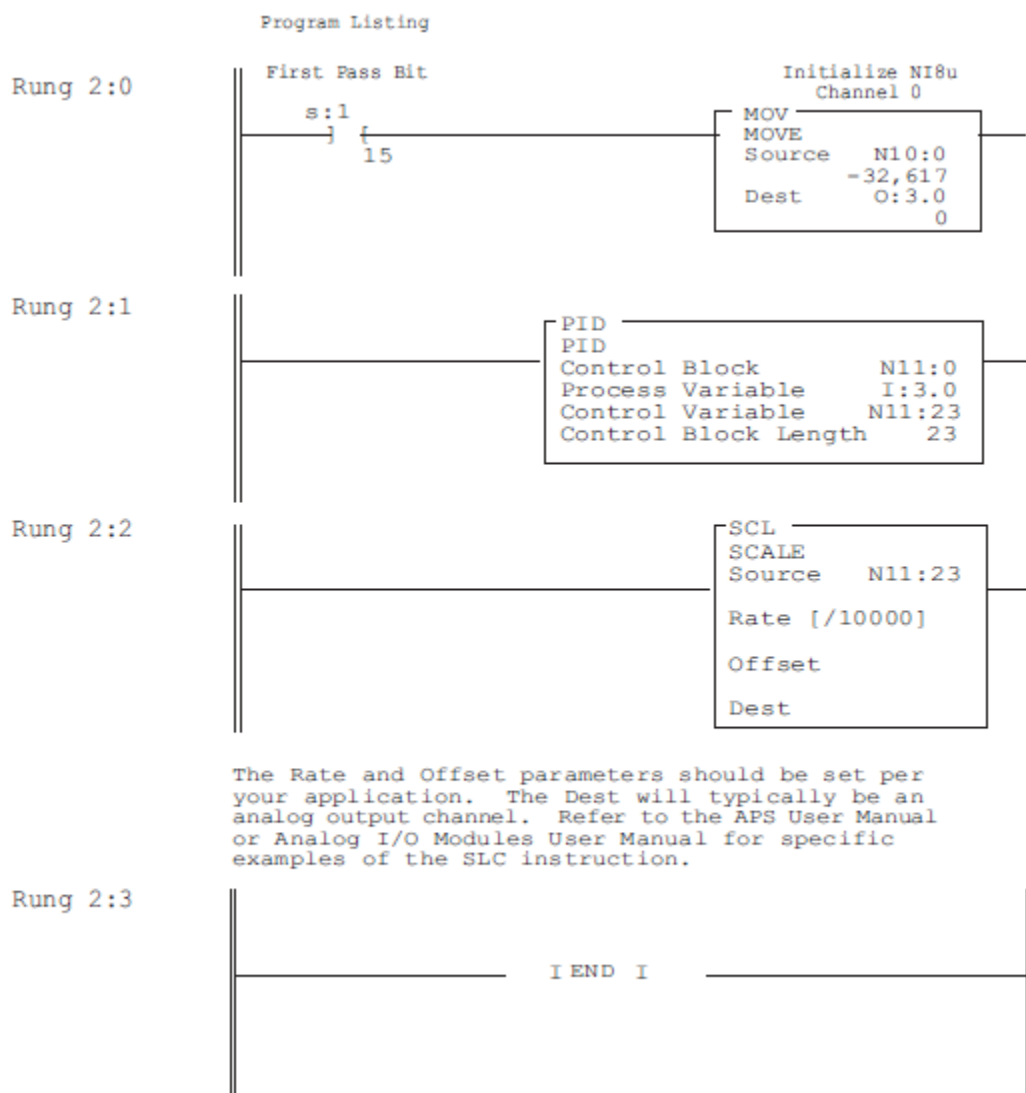 Program Listing
Rung 2:0
First Pass Bit
s:1
15
Initialize NI8u
Channel 0
MOV
MOVE
Source N10:0
-32,617
Dest O:3.0
0
Rung 2:1
PID
PID
Control Block N11:0
Process Variable I:3.0
Control Variable N11:23
Control Block Length 23
Rung 2:2
SCL
SCALE
Source N11:23
Rate [/10000]
Offset
Dest
The Rate and Offset parameters should be set per
your application. The Dest will typically be an
analog output channel. Refer to the APS User Manual
or Analog I/O Modules User Manual for specific
examples of the SLC instruction.
Rung 2:3
I END I